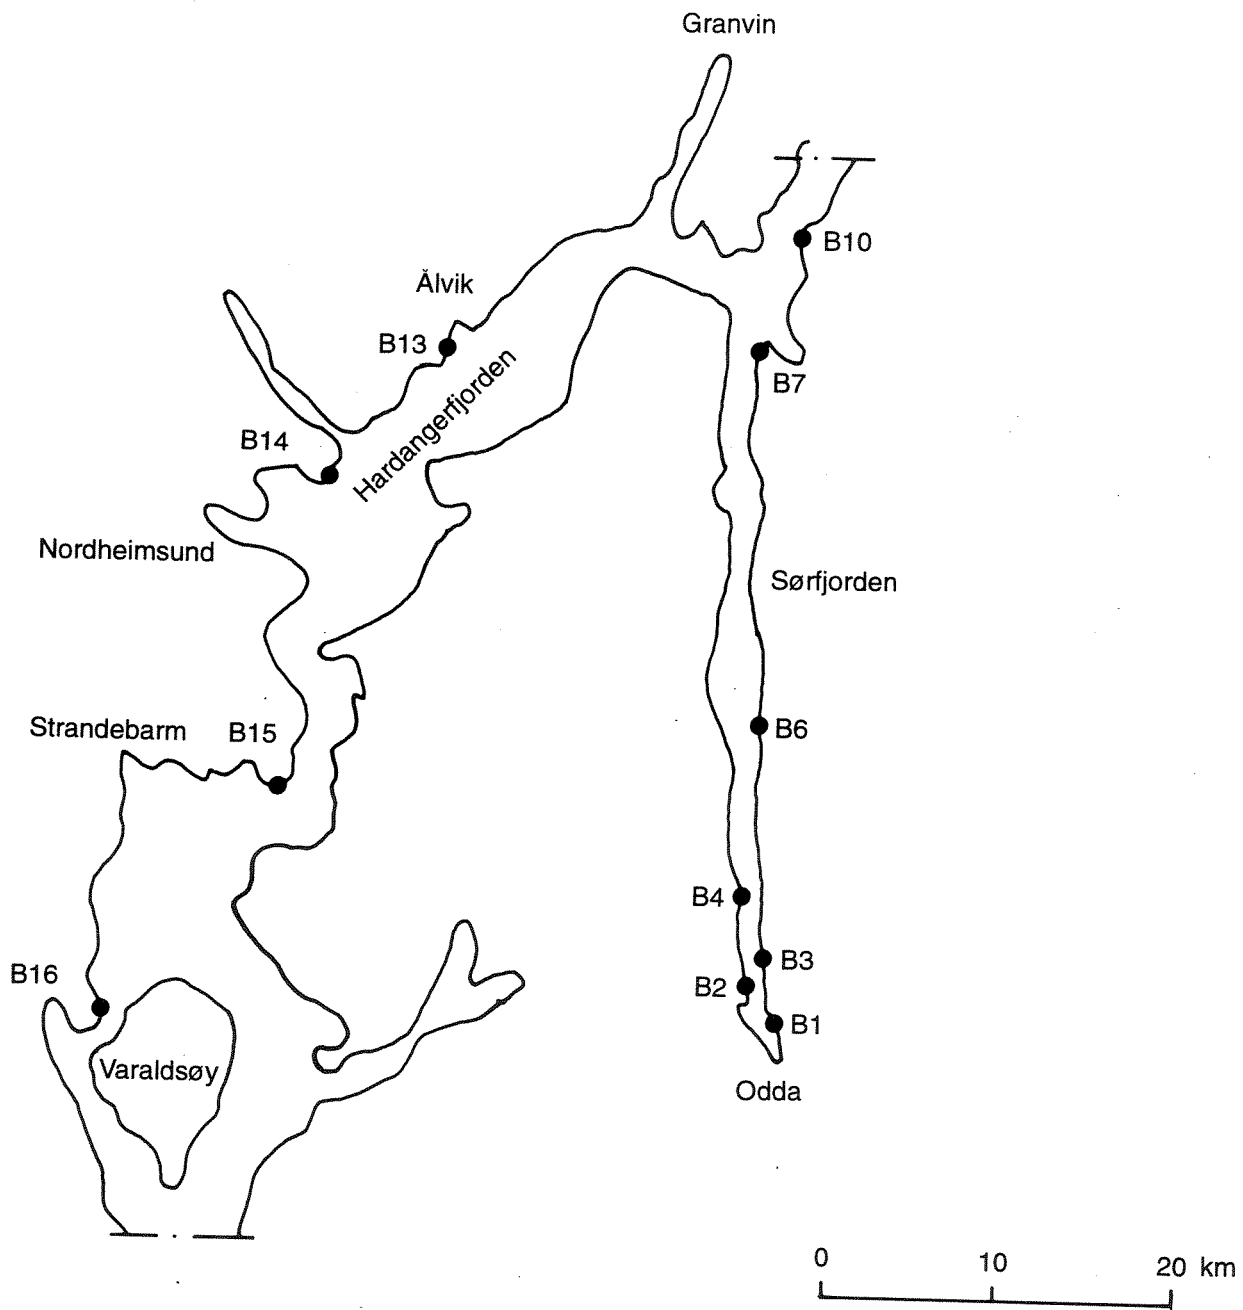 Granvin
B10
Ålvik
B13
B7
Hardangerfjorden
B14
Nordheimsund
Sørfjorden
Strandebarm
B15
B6
B4
B3
B16
B2
B1
Varaldsøy
Odda
0 10 20 km